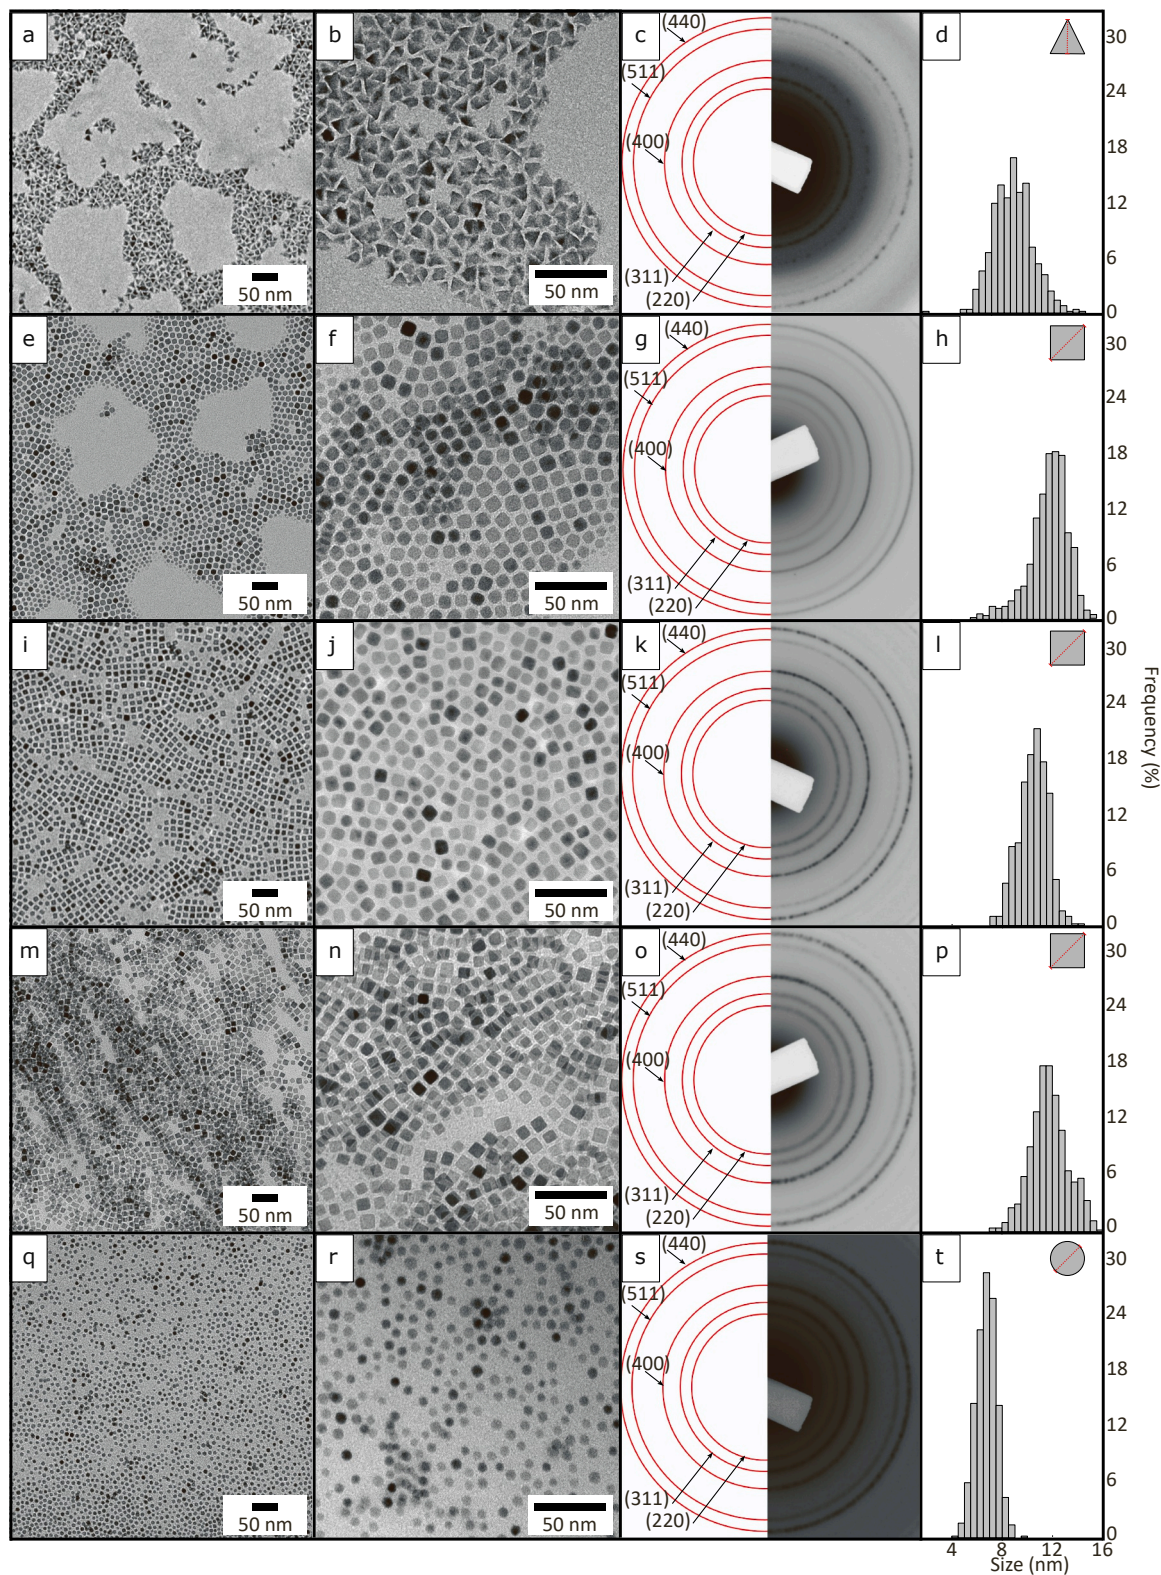 a
50 nm
b
50 nm
c
(440)
(511)
(400)
(311)
(220)
d
30
24
18
12
6
0
e
50 nm
f
50 nm
g
(440)
(511)
(400)
(311)
(220)
h
30
24
18
12
6
0
i
50 nm
j
50 nm
k
(440)
(511)
(400)
(311)
(220)
l
30
24
18
12
6
0
Frequency (%)
m
50 nm
n
50 nm
o
(440)
(511)
(400)
(311)
(220)
p
30
24
18
12
6
0
q
50 nm
r
50 nm
s
(440)
(511)
(400)
(311)
(220)
t
30
24
18
12
6
0
4 8 12 16
Size (nm)